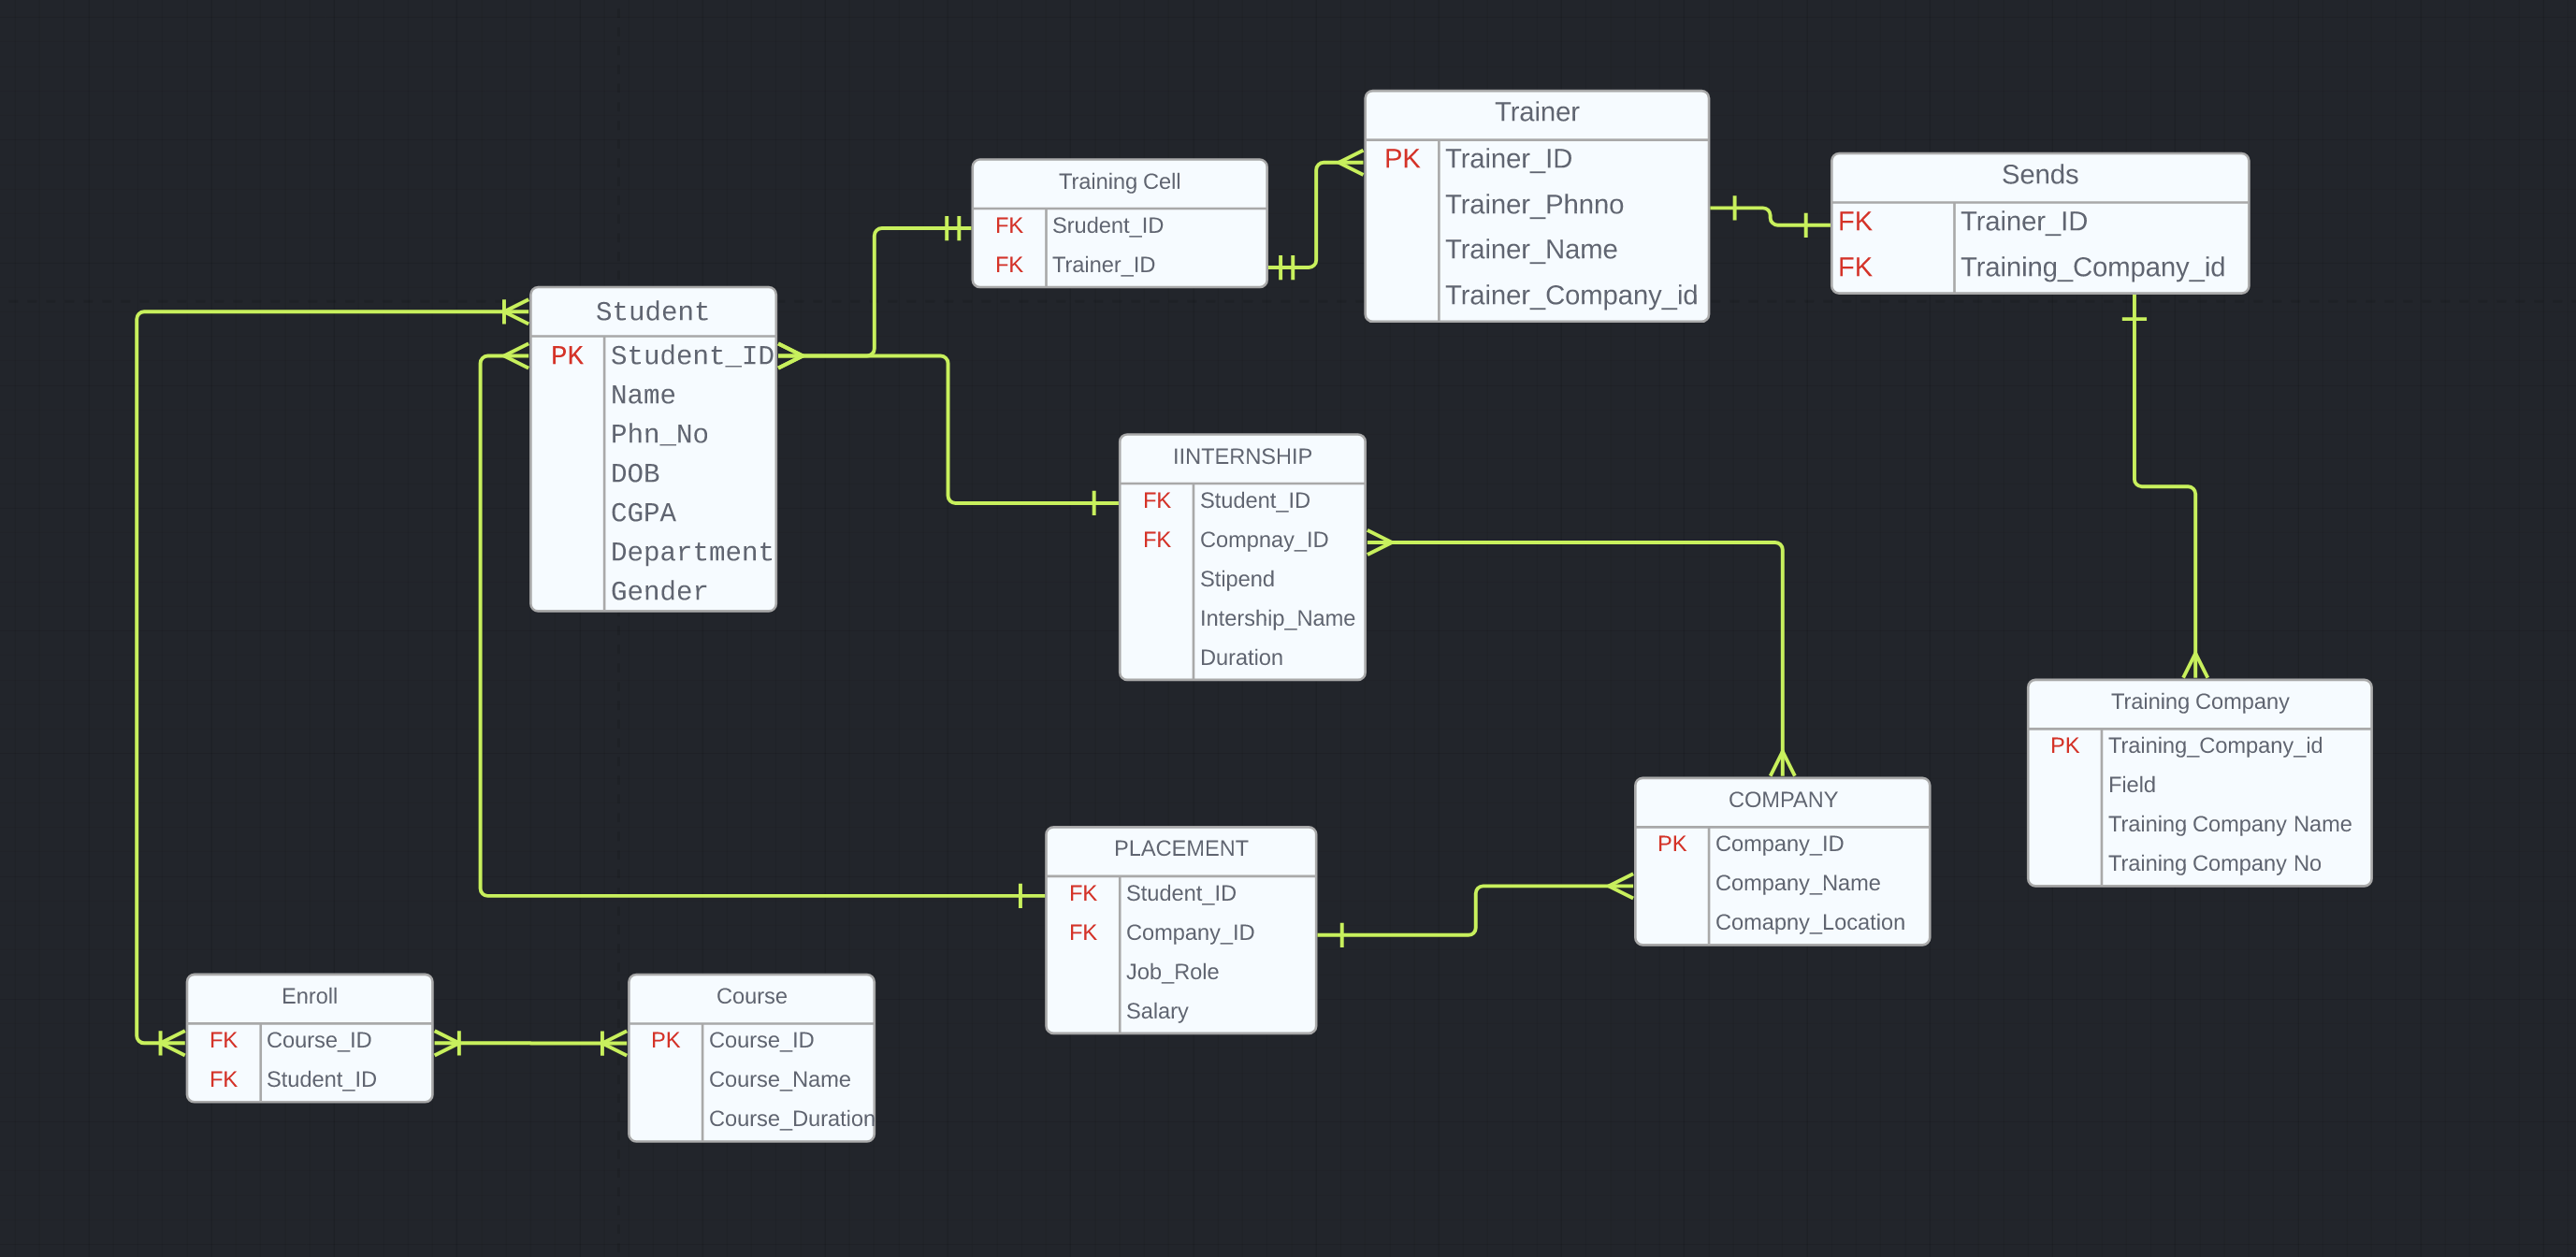 Trainer
PK Trainer_ID
Trainer_Phnno
Trainer_Name
Trainer_Company_id
Sends
FK Trainer_ID
FK Training_Company_id
Training Cell
FK Srudent_ID
FK Trainer_ID
Student
PK Student_ID
Name
Phn_No
DOB
CGPA
Department
Gender
IINTERNSHIP
FK Student_ID
FK Compnay_ID
Stipend
Intership_Name
Duration
Training Company
PK Training_Company_id
Field
Training Company Name
Training Company No
COMPANY
PK Company_ID
Company_Name
Comapny_Location
PLACEMENT
FK Student_ID
FK Company_ID
Job_Role
Salary
Enroll
FK Course_ID
FK Student_ID
Course
PK Course_ID
Course_Name
Course_Duration